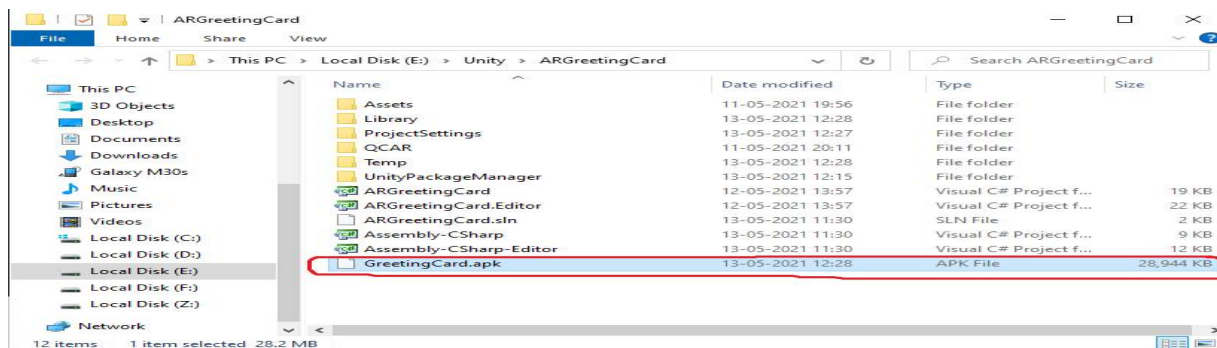 ARGreetingCard
File Home Share View
This PC > Local Disk (E:) > Unity > ARGreetingCard Search ARGreetingCard
Name Date modified Type Size
This PC
3D Objects
Desktop
Documents
Downloads
Galaxy M30s
Music
Pictures
Videos
Local Disk (C:)
Local Disk (D:)
Local Disk (E:)
Local Disk (F:)
Local Disk (Z:)
Network
Assets 11-05-2021 19:56 File folder
Library 13-05-2021 12:28 File folder
ProjectSettings 13-05-2021 12:27 File folder
QCAR 11-05-2021 20:11 File folder
Temp 13-05-2021 12:28 File folder
UnityPackageManager 13-05-2021 12:15 File folder
ARGreetingCard 12-05-2021 13:57 Visual C# Project f... 19 KB
ARGreetingCard.Editor 12-05-2021 13:57 Visual C# Project f... 22 KB
ARGreetingCard.sln 13-05-2021 11:30 SLN File 2 KB
Assembly-CSharp 13-05-2021 11:30 Visual C# Project f... 9 KB
Assembly-CSharp-Editor 13-05-2021 11:30 Visual C# Project f... 12 KB
GreetingCard.apk 13-05-2021 12:28 APK File 28,944 KB
12 items 1 item selected 28.2 MB